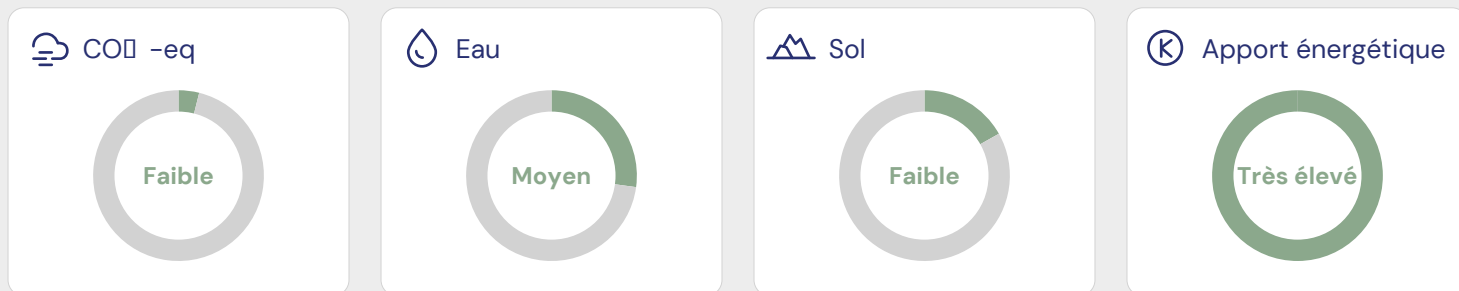 CO▯ -eq
Eau
Sol
Apport énergétique
Faible
Moyen
Faible
Très élevé